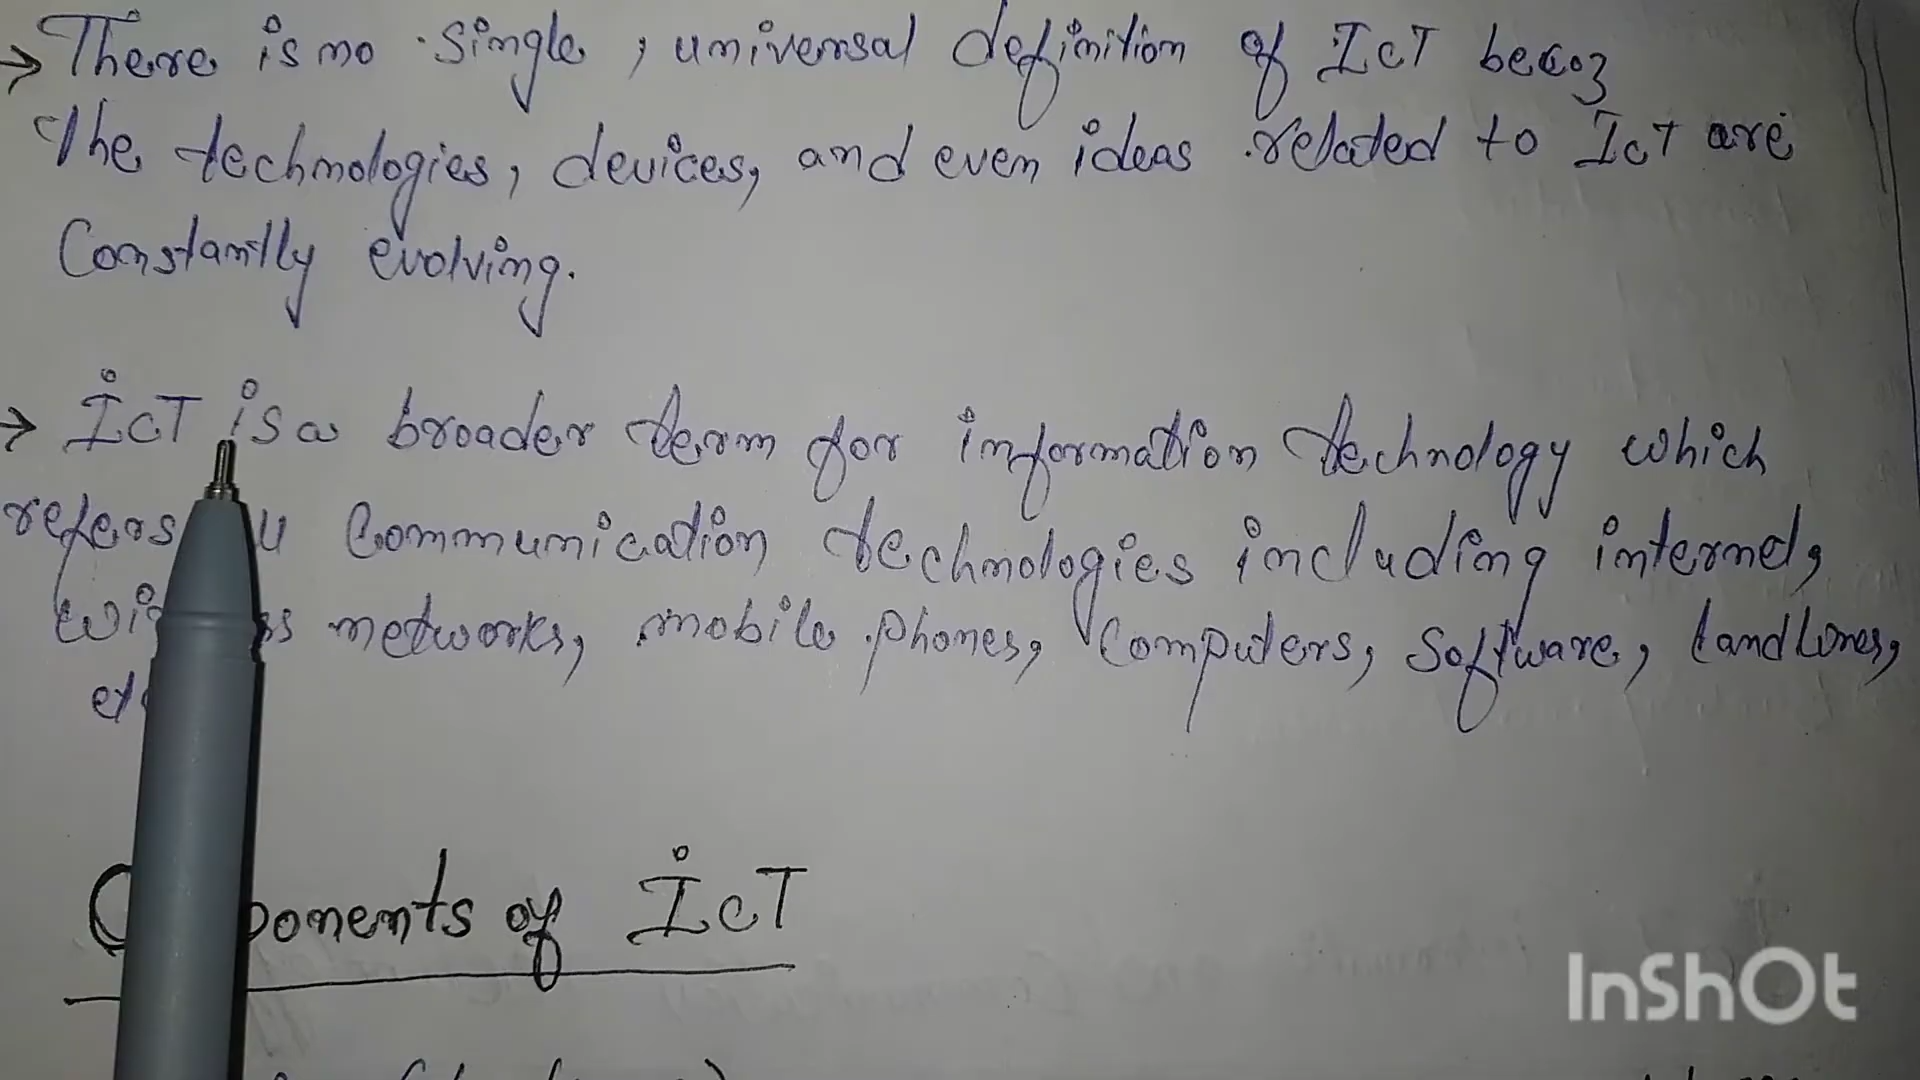 → There is no single, universal definition of ICT becoz
the technologies, devices, and even ideas related to ICT are
Constantly evolving.
→ ICT is a broader term for information technology which
refers communication technologies including internet,
networks, mobile phones, Computers, Software, landlines,
of ICT
InShOt